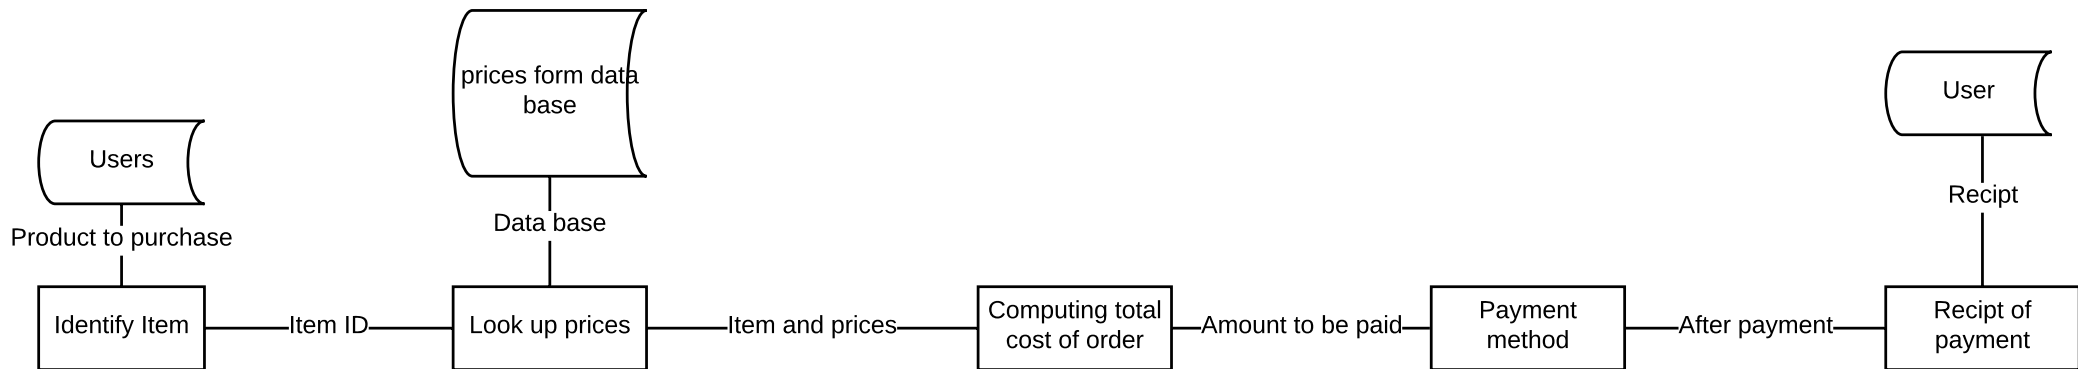 prices form data
base
User
Users
Recipt
Data base
Product to purchase
Identify Item
Item ID
Look up prices
Item and prices
Computing total
cost of order
Amount to be paid
Payment
method
After payment
Recipt of
payment